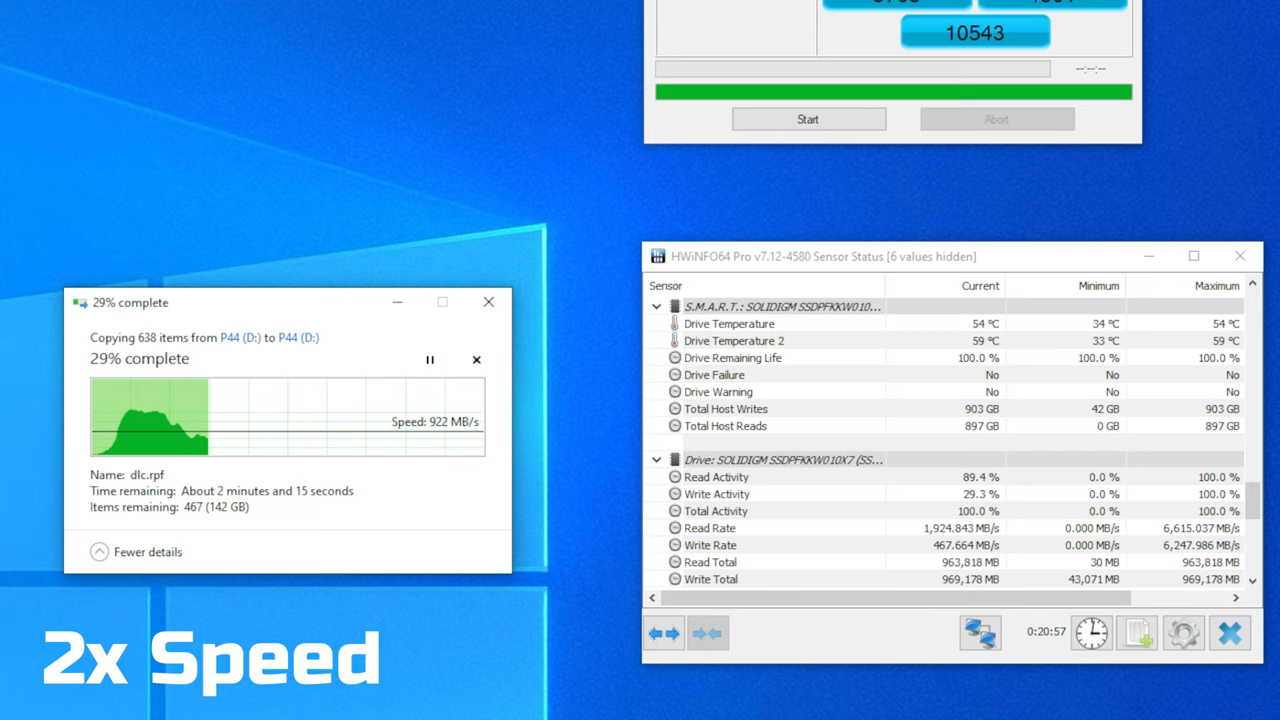 10543
--:--:--
Start
Abort
HWiNFO64 Pro v7.12-4580 Sensor Status [6 values hidden]
Sensor Current Minimum Maximum
S.M.A.R.T.: SOLIDIGM SSDPFKKW010...
Drive Temperature 54 ºC 34 ºC 54 ºC
Drive Temperature 2 59 ºC 33 ºC 59 ºC
Drive Remaining Life 100.0 % 100.0 % 100.0 %
Drive Failure No No No
Drive Warning No No No
Total Host Writes 903 GB 42 GB 903 GB
Total Host Reads 897 GB 0 GB 897 GB
Drive: SOLIDIGM SSDPFKKW010X7 (SS...
Read Activity 89.4 % 0.0 % 100.0 %
Write Activity 29.3 % 0.0 % 100.0 %
Total Activity 100.0 % 0.0 % 100.0 %
Read Rate 1,924.843 MB/s 0.000 MB/s 6,615.037 MB/s
Write Rate 467.664 MB/s 0.000 MB/s 6,247.986 MB/s
Read Total 963,818 MB 30 MB 963,818 MB
Write Total 969,178 MB 43,071 MB 969,178 MB
0:20:57
29% complete
Copying 638 items from P44 (D:) to P44 (D:)
29% complete
Speed: 922 MB/s
Name: dlc.rpf
Time remaining: About 2 minutes and 15 seconds
Items remaining: 467 (142 GB)
Fewer details
2x Speed